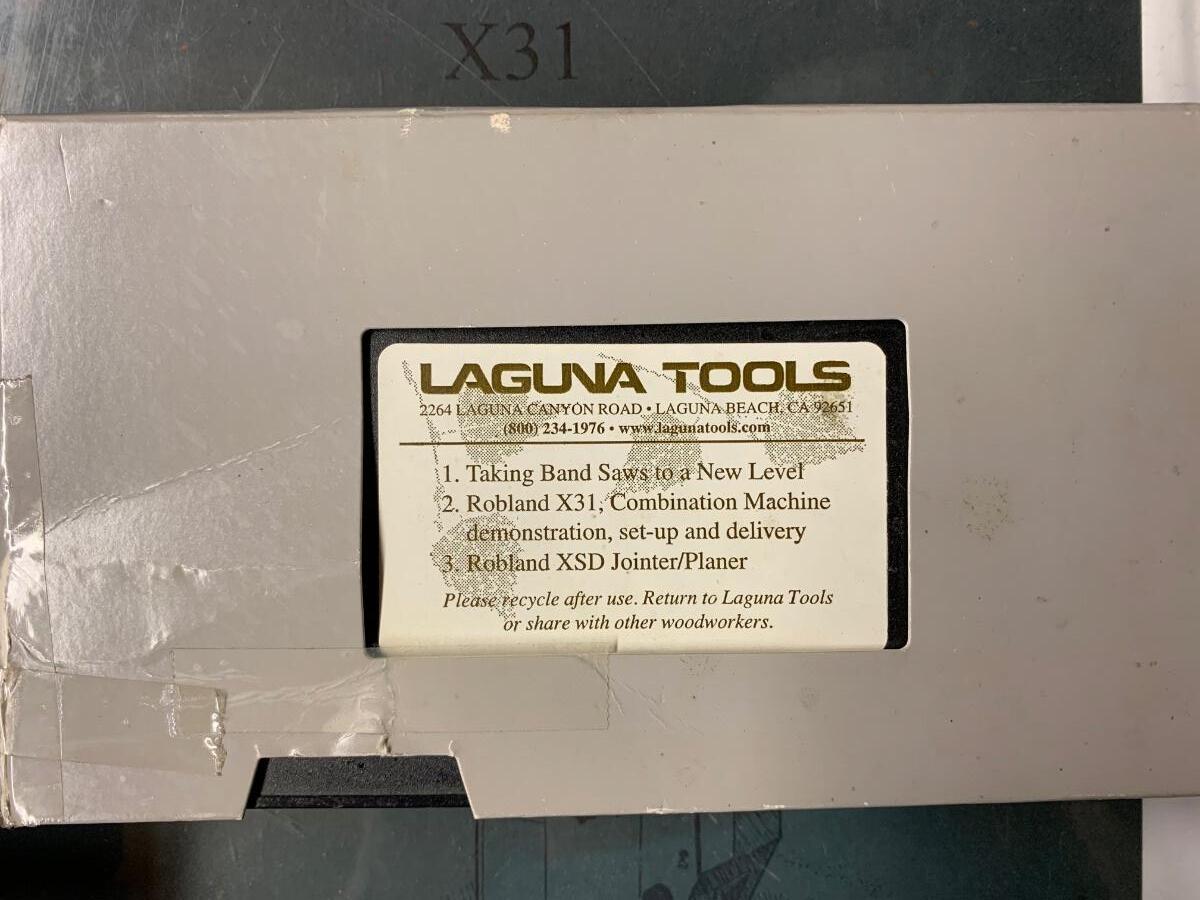 X31
LAGUNA TOOLS
2264 LAGUNA CANYON ROAD • LAGUNA BEACH, CA 92651
(800) 234-1976 • www.lagunatools.com
1. Taking Band Saws to a New Level
2. Robland X31, Combination Machine
demonstration, set-up and delivery
3. Robland XSD Jointer/Planer
Please recycle after use. Return to Laguna Tools
or share with other woodworkers.